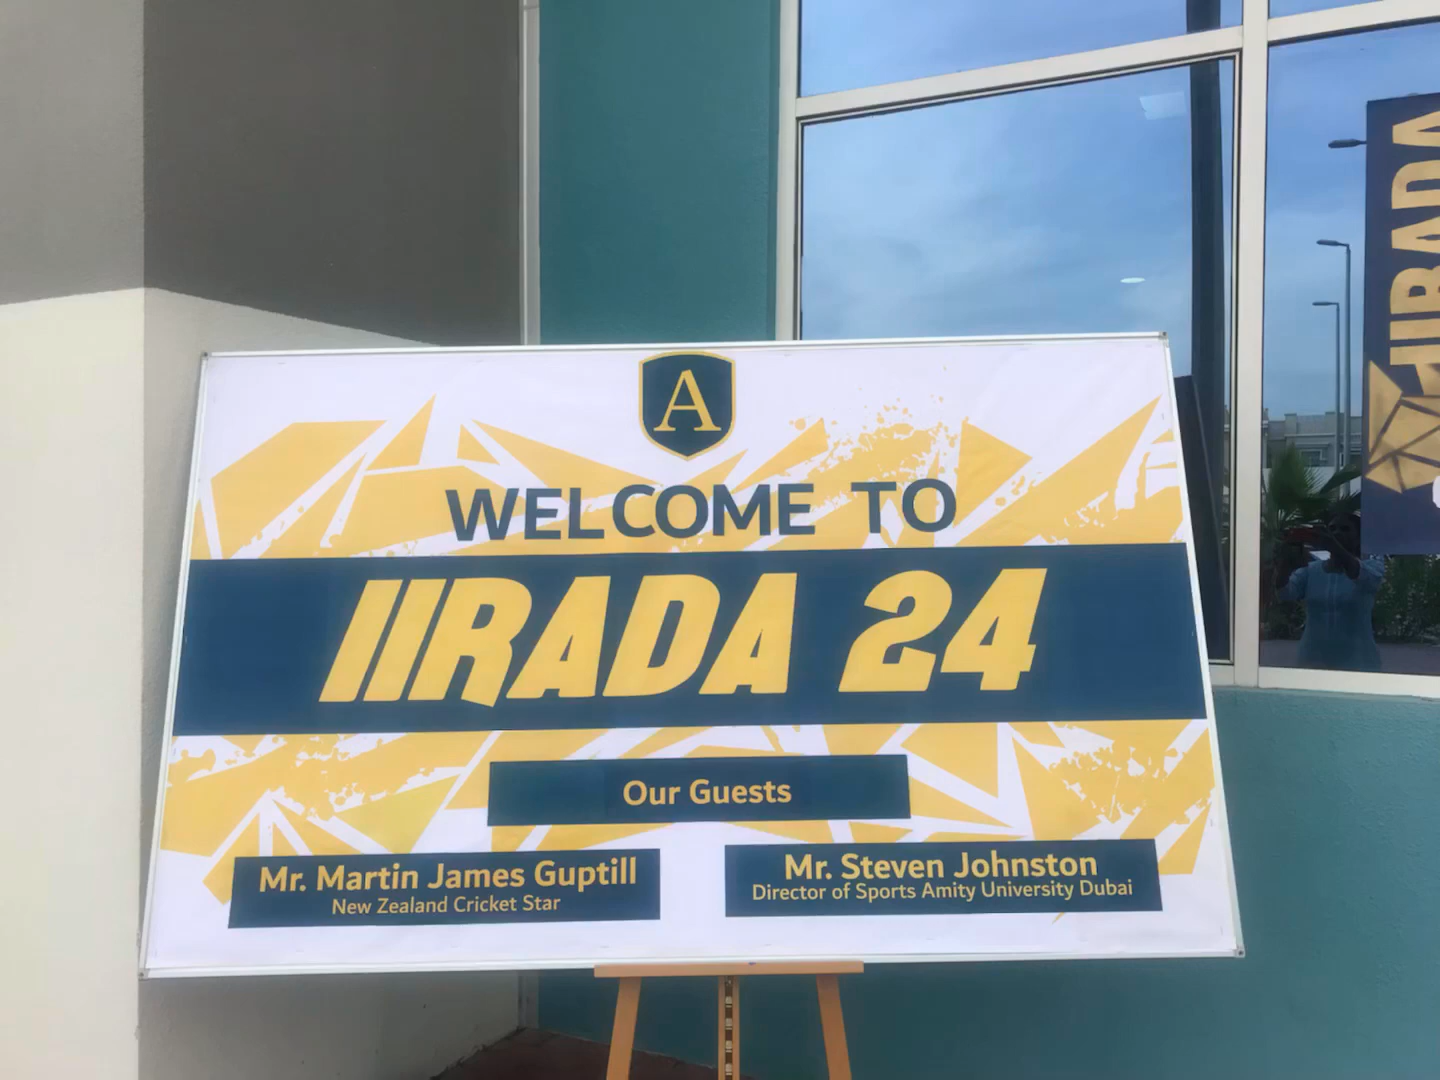 A
WELCOME TO
IIRADA 24
Our Guests
Mr. Martin James Guptill
New Zealand Cricket Star
Mr. Steven Johnston
Director of Sports Amity University Dubai
IIRADA